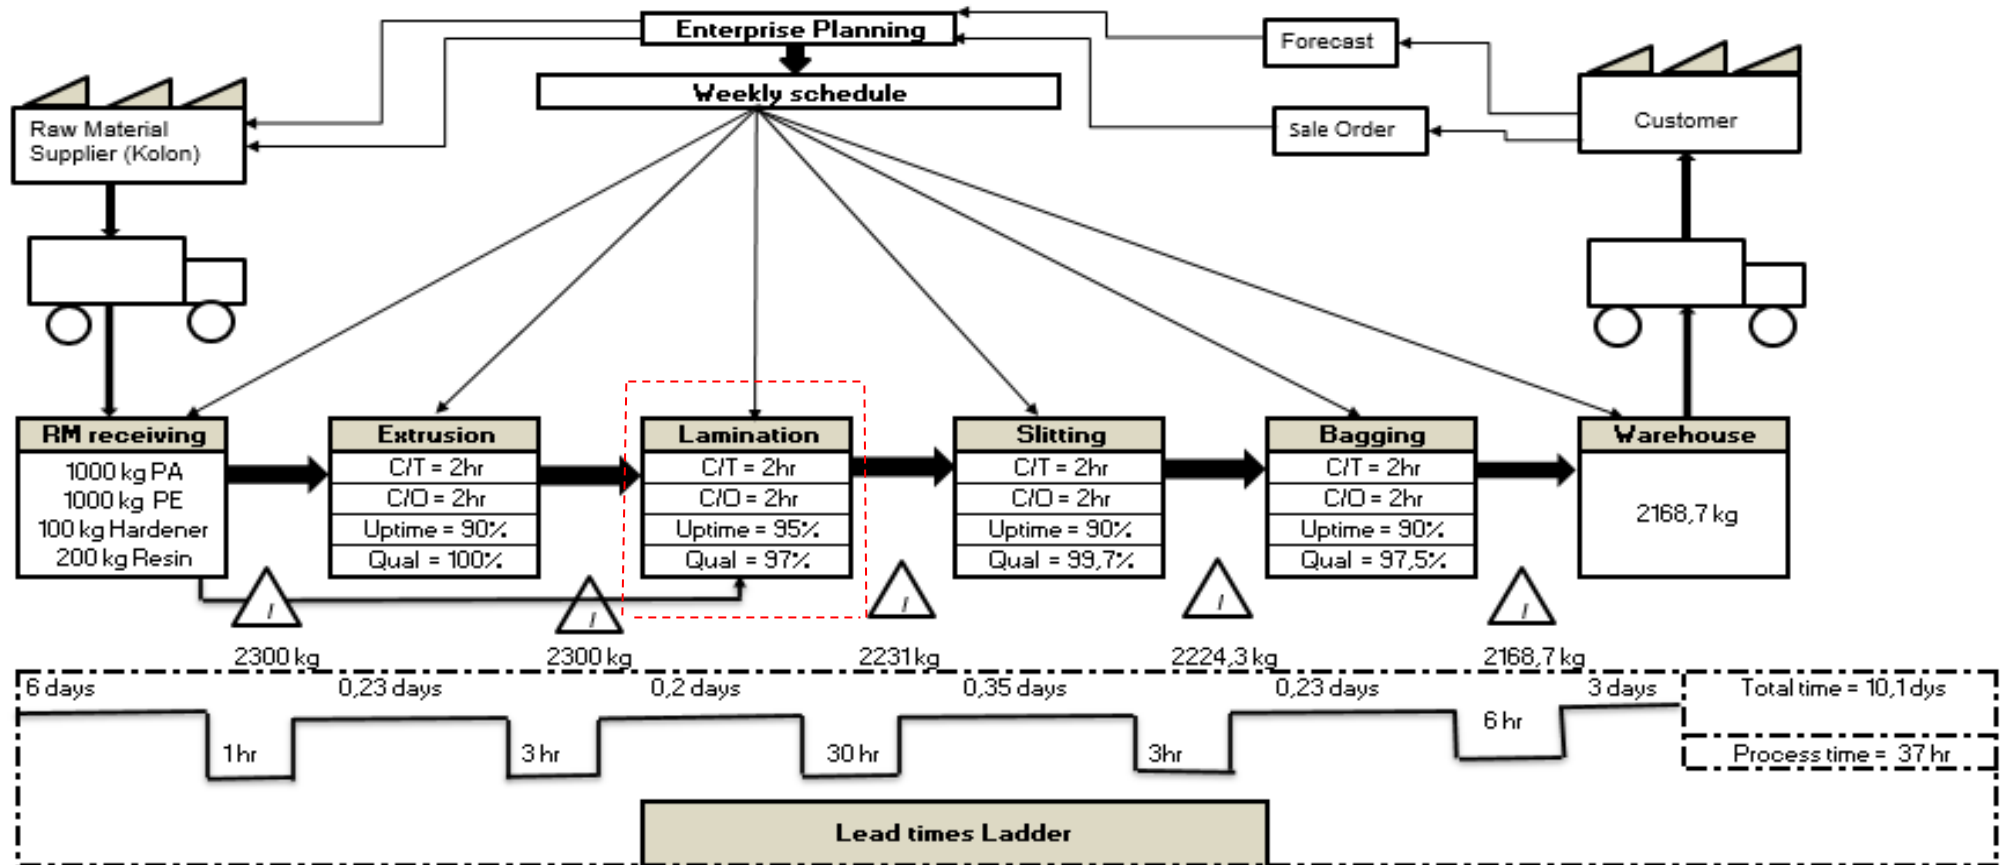 Enterprise Planning
Forecast
Weekly schedule
Raw Material
Supplier (Kolon)
Sale Order
Customer
RM receiving
1000 kg PA
1000 kg PE
100 kg Hardener
200 kg Resin
Extrusion
C/T = 2hr
C/O = 2hr
Uptime = 90%
Qual = 100%
Lamination
C/T = 2hr
C/O = 2hr
Uptime = 95%
Qual = 97%
Slitting
C/T = 2hr
C/O = 2hr
Uptime = 90%
Qual = 99,7%
Bagging
C/T = 2hr
C/O = 2hr
Uptime = 90%
Qual = 97,5%
Warehouse
2168,7 kg
I
I
I
I
I
2300 kg
2300 kg
2231 kg
2224,3 kg
2168,7 kg
6 days
0,23 days
0,2 days
0,35 days
0,23 days
3 days
Total time = 10,1 dys
1 hr
3 hr
30 hr
3hr
6 hr
Process time = 37 hr
Lead times Ladder